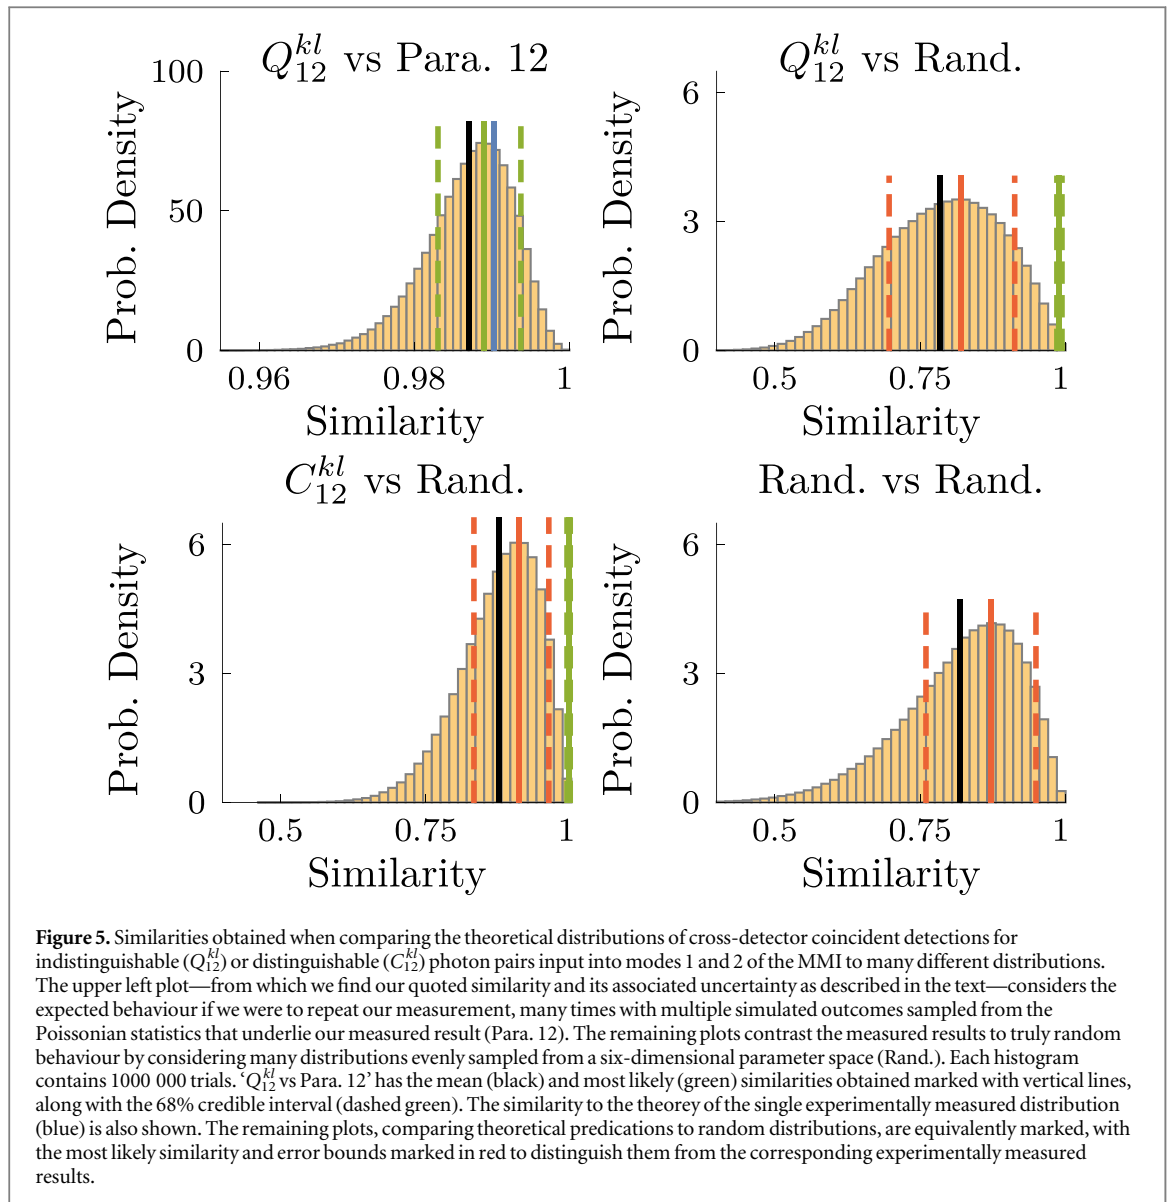 Q_{12}^{kl} vs Para. 12
100
50
0
Prob. Density
0.96 0.98 1
Similarity
Q_{12}^{kl} vs Rand.
6
3
0
Prob. Density
0.5 0.75 1
Similarity
C_{12}^{kl} vs Rand.
6
3
0
Prob. Density
0.5 0.75 1
Similarity
Rand. vs Rand.
6
3
0
Prob. Density
0.5 0.75 1
Similarity
Figure 5. Similarities obtained when comparing the theoretical distributions of cross-detector coincident detections for
indistinguishable (Q_{12}^{kl}) or distinguishable (C_{12}^{kl}) photon pairs input into modes 1 and 2 of the MMI to many different distributions.
The upper left plot—from which we find our quoted similarity and its associated uncertainty as described in the text—considers the
expected behaviour if we were to repeat our measurement, many times with multiple simulated outcomes sampled from the
Poissonian statistics that underlie our measured result (Para. 12). The remaining plots contrast the measured results to truly random
behaviour by considering many distributions evenly sampled from a six-dimensional parameter space (Rand.). Each histogram
contains 1000 000 trials. ‘Q_{12}^{kl} vs Para. 12’ has the mean (black) and most likely (green) similarities obtained marked with vertical lines,
along with the 68% credible interval (dashed green). The similarity to the theorey of the single experimentally measured distribution
(blue) is also shown. The remaining plots, comparing theoretical predications to random distributions, are equivalently marked, with
the most likely similarity and error bounds marked in red to distinguish them from the corresponding experimentally measured
results.